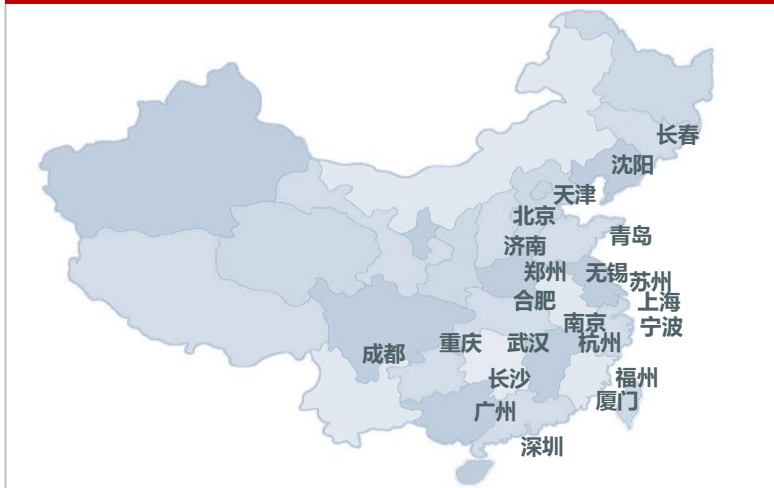 长春
沈阳
天津
北京
青岛
济南
郑州
无锡
苏州
合肥
上海
南京
宁波
成都
重庆
武汉
杭州
长沙
福州
厦门
广州
深圳